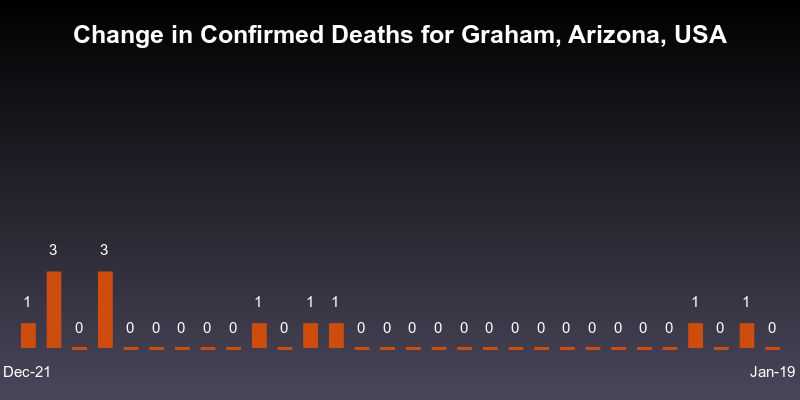 Change in Confirmed Deaths for Graham, Arizona, USA
1 3 0 3 0 0 0 0 0 1 0 1 1 0 0 0 0 0 0 0 0 0 0 0 0 0 1 0 1 0
Dec-21 Jan-19